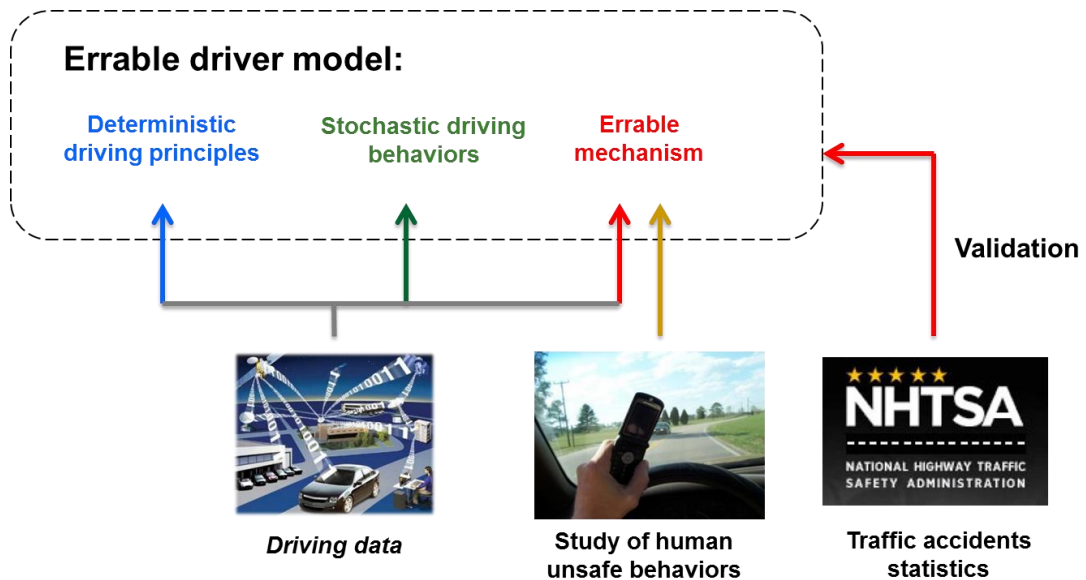 Errable driver model:
Deterministic
driving principles
Stochastic driving
behaviors
Errable
mechanism
Validation
NHTSA
NATIONAL HIGHWAY TRAFFIC
SAFETY ADMINISTRATION
Driving data
Study of human
unsafe behaviors
Traffic accidents
statistics